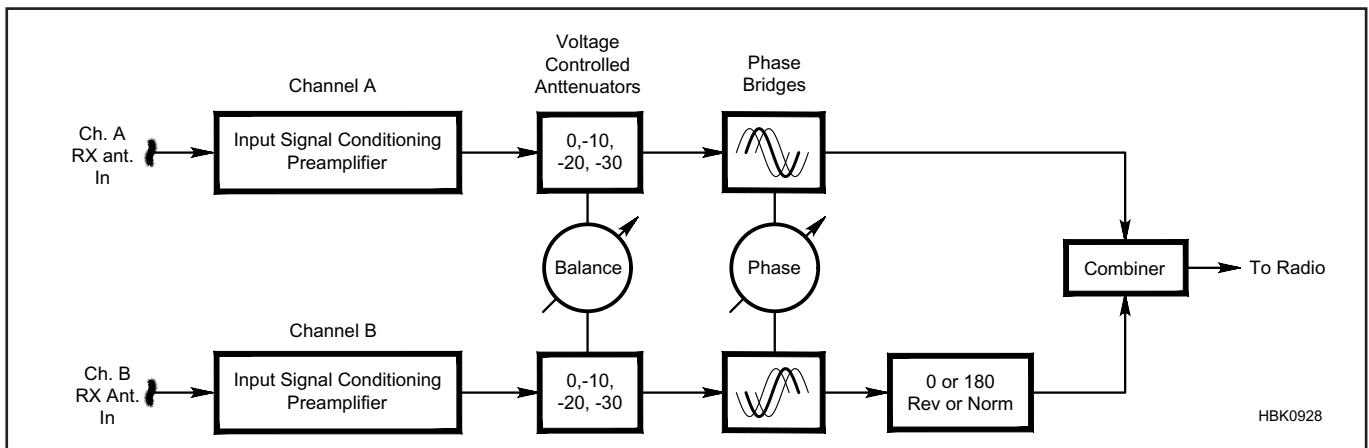 Voltage
Controlled
Anttenuators
Phase
Bridges
Channel A
Ch. A
RX ant.
In
Input Signal Conditioning
Preamplifier
0,-10,
-20, -30
Balance
Phase
Combiner
To Radio
Channel B
Ch. B
RX Ant.
In
Input Signal Conditioning
Preamplifier
0,-10,
-20, -30
0 or 180
Rev or Norm
HBK0928